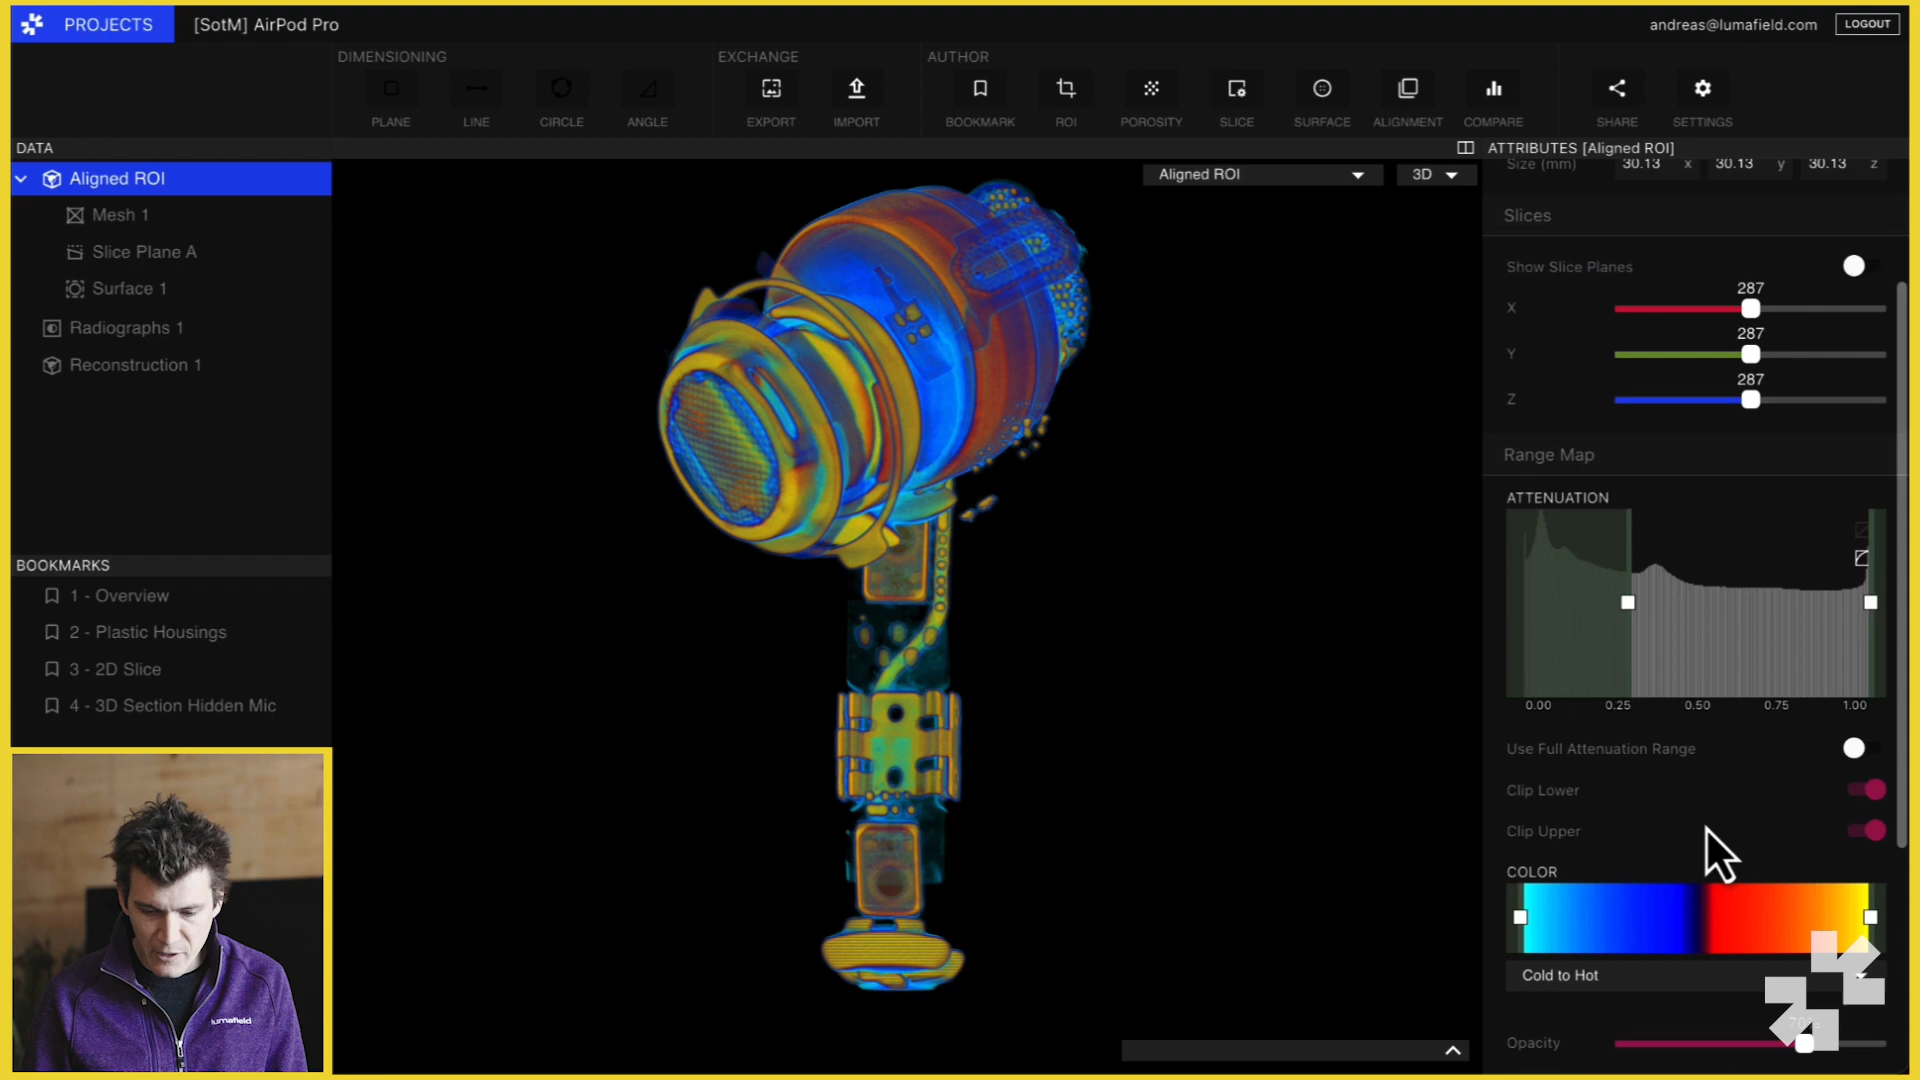 PROJECTS
[SotM] AirPod Pro
andreas@lumafield.com
LOGOUT
DIMENSIONING
EXCHANGE
AUTHOR
PLANE
LINE
CIRCLE
ANGLE
EXPORT
IMPORT
BOOKMARK
ROI
POROSITY
SLICE
SURFACE
ALIGNMENT
COMPARE
SHARE
SETTINGS
DATA
Aligned ROI
Mesh 1
Slice Plane A
Surface 1
Radiographs 1
Reconstruction 1
BOOKMARKS
1 - Overview
2 - Plastic Housings
3 - 2D Slice
4 - 3D Section Hidden Mic
lumafield
Aligned ROI
3D
ATTRIBUTES [Aligned ROI]
Size (mm) 30.13 x 30.13 y 30.13 z
Slices
Show Slice Planes
287
X
287
Y
287
Z
Range Map
ATTENUATION
0.00 0.25 0.50 0.75 1.00
Use Full Attenuation Range
Clip Lower
Clip Upper
COLOR
Cold to Hot
Opacity